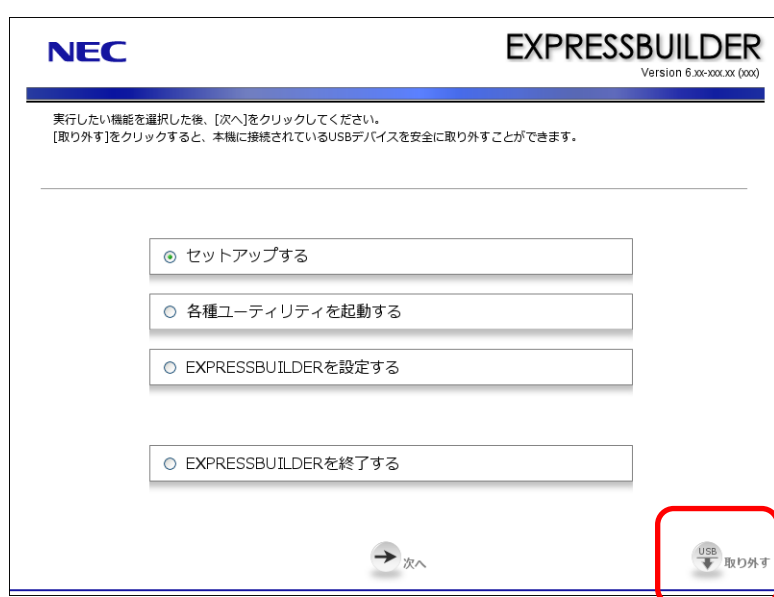 NEC
EXPRESSBUILDER
Version 6.xx-xxx.xx (xxx)
実行したい機能を選択した後、[次へ]をクリックしてください。
[取り外す]をクリックすると、本機に接続されているUSBデバイスを安全に取り外すことができます。
セットアップする
各種ユーティリティを起動する
EXPRESSBUILDERを設定する
EXPRESSBUILDERを終了する
次へ
USB
取り外す